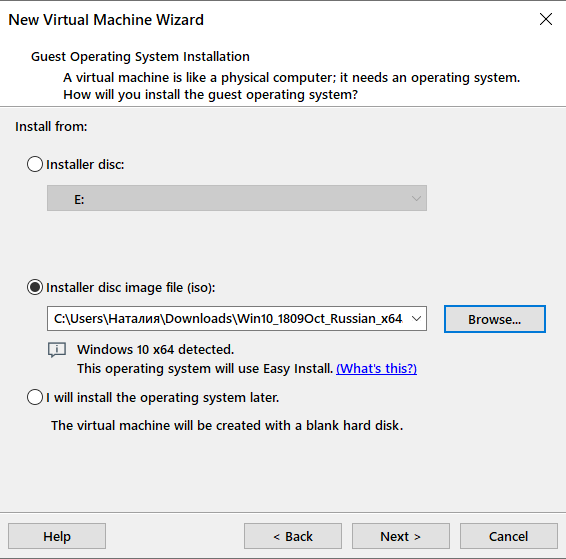 New Virtual Machine Wizard
Guest Operating System Installation
A virtual machine is like a physical computer; it needs an operating system.
How will you install the guest operating system?
Install from:
Installer disc:
E:
Installer disc image file (iso):
C:\Users\Наталия\Downloads\Win10_1809Oct_Russian_x64
Browse...
Windows 10 x64 detected.
This operating system will use Easy Install. (What's this?)
I will install the operating system later.
The virtual machine will be created with a blank hard disk.
Help
< Back
Next >
Cancel